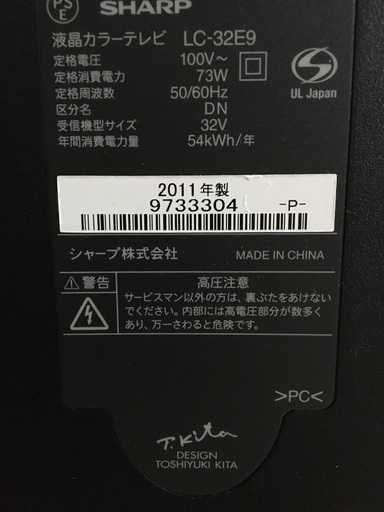 PS
E
SHARP
液晶カラーテレビ LC-32E9
定格電圧 100V～
定格消費電力 73W
定格周波数 50/60Hz
区分名 DN
受信機型サイズ 32V
年間消費電力量 54kWh/年
S
UL Japan
2011年製
9733304 -P-
シャープ株式会社 MADE IN CHINA
警告 高圧注意
サービスマン以外の方は、裏ぶたをあけないで
ください。内部には高電圧部分が数多く
あり、万一さわると危険です。
>PC<
T. Kita
DESIGN
TOSHIYUKI KITA